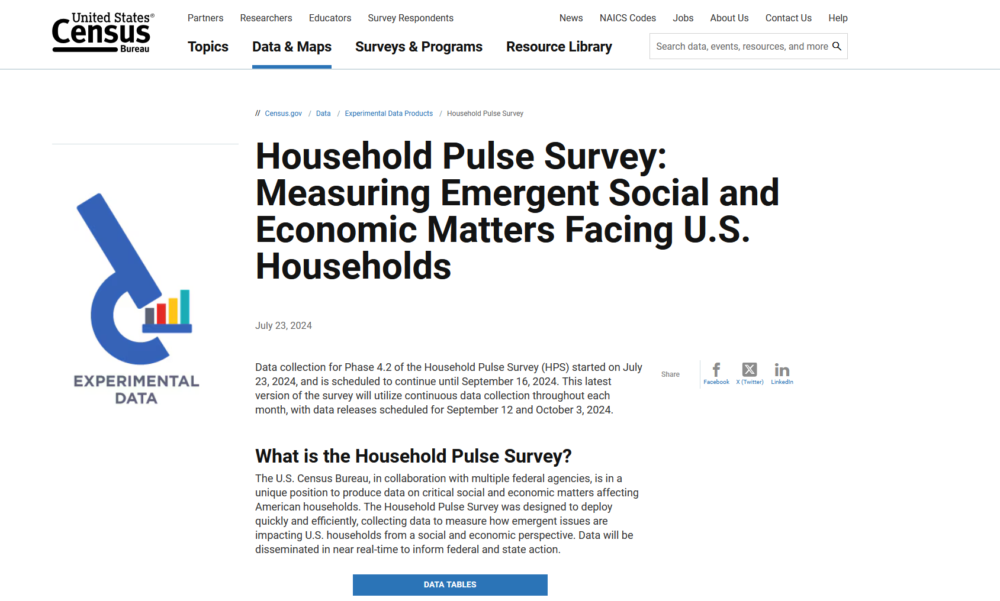 United States®
Census
Bureau
Partners Researchers Educators Survey Respondents
News NAICS Codes Jobs About Us Contact Us Help
Topics Data & Maps Surveys & Programs Resource Library
Search data, events, resources, and more
// Census.gov / Data / Experimental Data Products / Household Pulse Survey
Household Pulse Survey:
Measuring Emergent Social and
Economic Matters Facing U.S.
Households
EXPERIMENTAL
DATA
July 23, 2024
Data collection for Phase 4.2 of the Household Pulse Survey (HPS) started on July
23, 2024, and is scheduled to continue until September 16, 2024. This latest
version of the survey will utilize continuous data collection throughout each
month, with data releases scheduled for September 12 and October 3, 2024.
Share
Facebook X (Twitter) LinkedIn
What is the Household Pulse Survey?
The U.S. Census Bureau, in collaboration with multiple federal agencies, is in a
unique position to produce data on critical social and economic matters affecting
American households. The Household Pulse Survey was designed to deploy
quickly and efficiently, collecting data to measure how emergent issues are
impacting U.S. households from a social and economic perspective. Data will be
disseminated in near real-time to inform federal and state action.
DATA TABLES